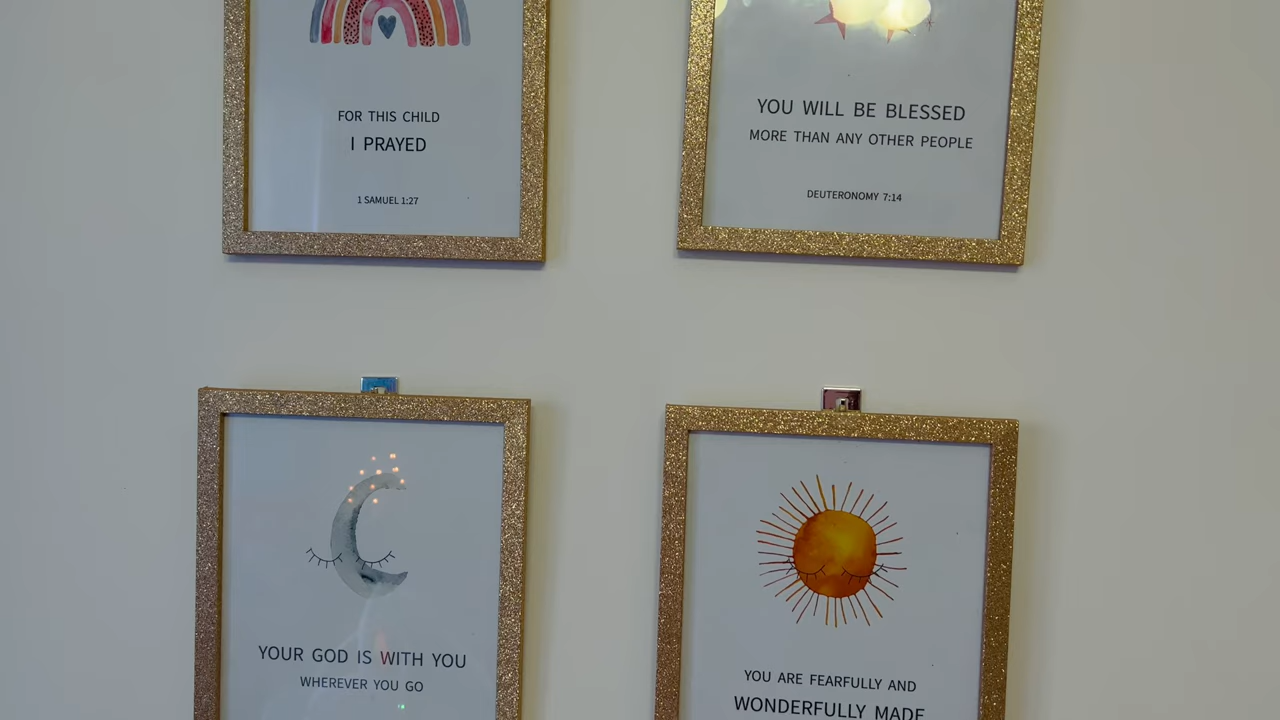 FOR THIS CHILD
I PRAYED
1 SAMUEL 1:27
YOU WILL BE BLESSED
MORE THAN ANY OTHER PEOPLE
DEUTERONOMY 7:14
YOUR GOD IS WITH YOU
WHEREVER YOU GO
YOU ARE FEARFULLY AND
WONDERFULLY MADE